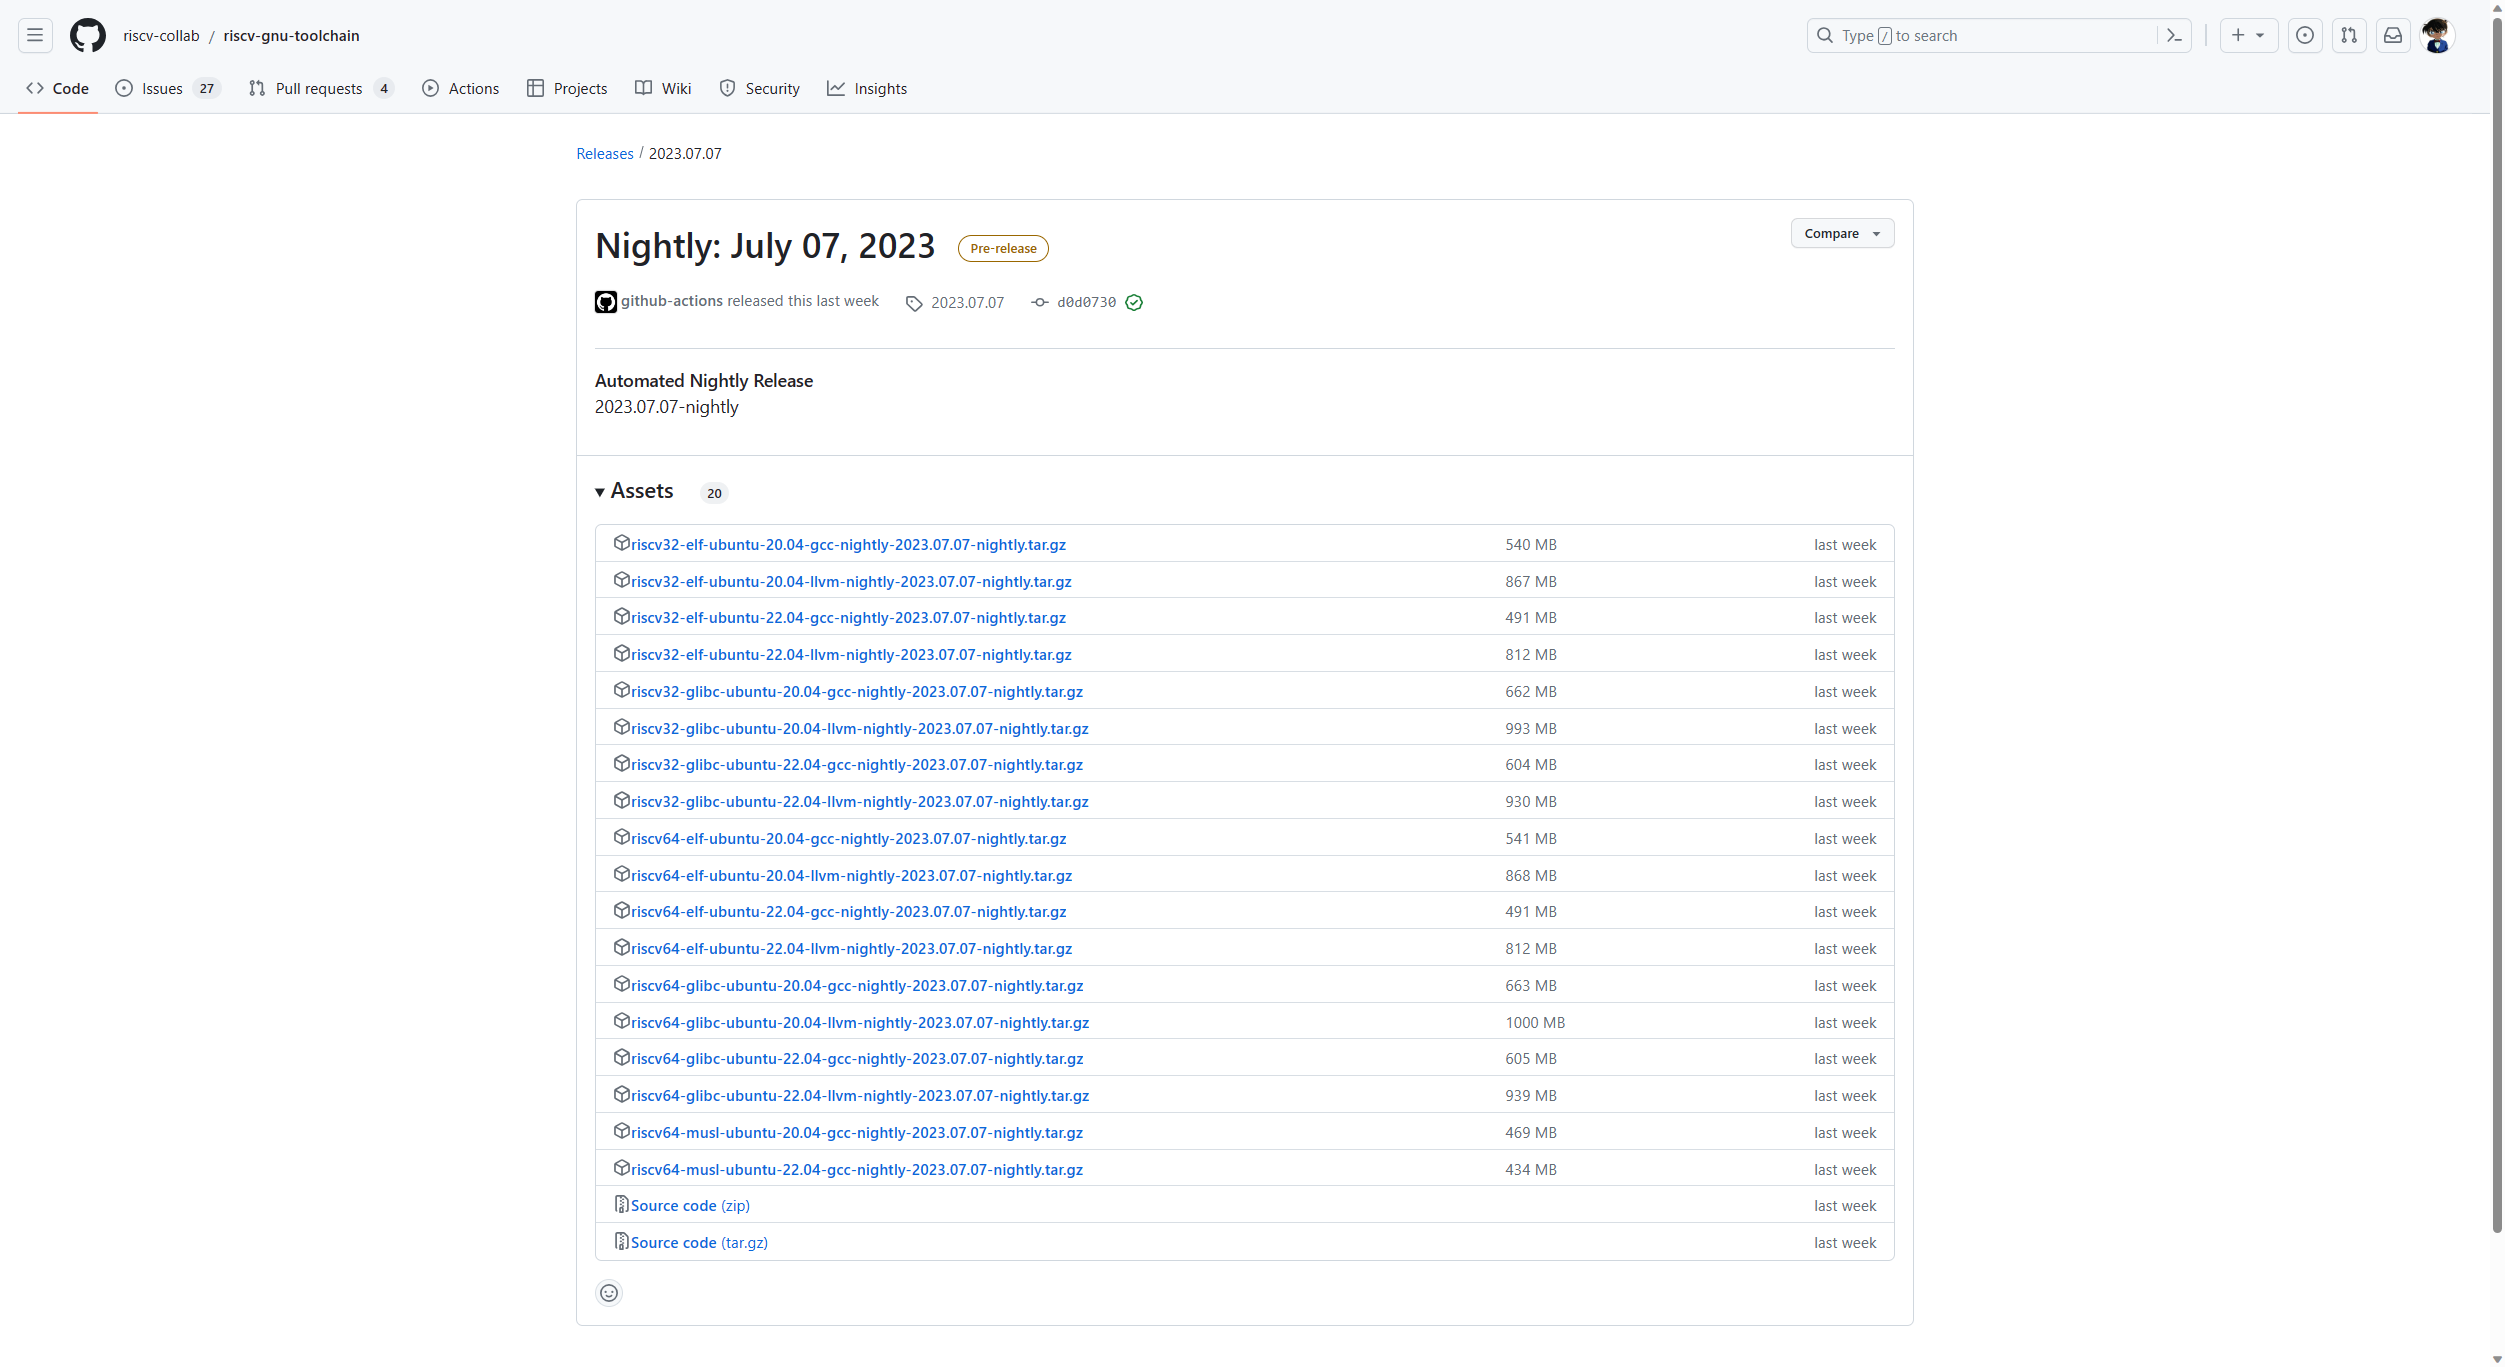 riscv-collab / riscv-gnu-toolchain
Type / to search
Code
Issues 27
Pull requests 4
Actions
Projects
Wiki
Security
Insights
Releases / 2023.07.07
Nightly: July 07, 2023 Pre-release
Compare
github-actions released this last week 2023.07.07 d0d0730
Automated Nightly Release
2023.07.07-nightly
Assets 20
riscv32-elf-ubuntu-20.04-gcc-nightly-2023.07.07-nightly.tar.gz 540 MB last week
riscv32-elf-ubuntu-20.04-llvm-nightly-2023.07.07-nightly.tar.gz 867 MB last week
riscv32-elf-ubuntu-22.04-gcc-nightly-2023.07.07-nightly.tar.gz 491 MB last week
riscv32-elf-ubuntu-22.04-llvm-nightly-2023.07.07-nightly.tar.gz 812 MB last week
riscv32-glibc-ubuntu-20.04-gcc-nightly-2023.07.07-nightly.tar.gz 662 MB last week
riscv32-glibc-ubuntu-20.04-llvm-nightly-2023.07.07-nightly.tar.gz 993 MB last week
riscv32-glibc-ubuntu-22.04-gcc-nightly-2023.07.07-nightly.tar.gz 604 MB last week
riscv32-glibc-ubuntu-22.04-llvm-nightly-2023.07.07-nightly.tar.gz 930 MB last week
riscv64-elf-ubuntu-20.04-gcc-nightly-2023.07.07-nightly.tar.gz 541 MB last week
riscv64-elf-ubuntu-20.04-llvm-nightly-2023.07.07-nightly.tar.gz 868 MB last week
riscv64-elf-ubuntu-22.04-gcc-nightly-2023.07.07-nightly.tar.gz 491 MB last week
riscv64-elf-ubuntu-22.04-llvm-nightly-2023.07.07-nightly.tar.gz 812 MB last week
riscv64-glibc-ubuntu-20.04-gcc-nightly-2023.07.07-nightly.tar.gz 663 MB last week
riscv64-glibc-ubuntu-20.04-llvm-nightly-2023.07.07-nightly.tar.gz 1000 MB last week
riscv64-glibc-ubuntu-22.04-gcc-nightly-2023.07.07-nightly.tar.gz 605 MB last week
riscv64-glibc-ubuntu-22.04-llvm-nightly-2023.07.07-nightly.tar.gz 939 MB last week
riscv64-musl-ubuntu-20.04-gcc-nightly-2023.07.07-nightly.tar.gz 469 MB last week
riscv64-musl-ubuntu-22.04-gcc-nightly-2023.07.07-nightly.tar.gz 434 MB last week
Source code (zip) last week
Source code (tar.gz) last week